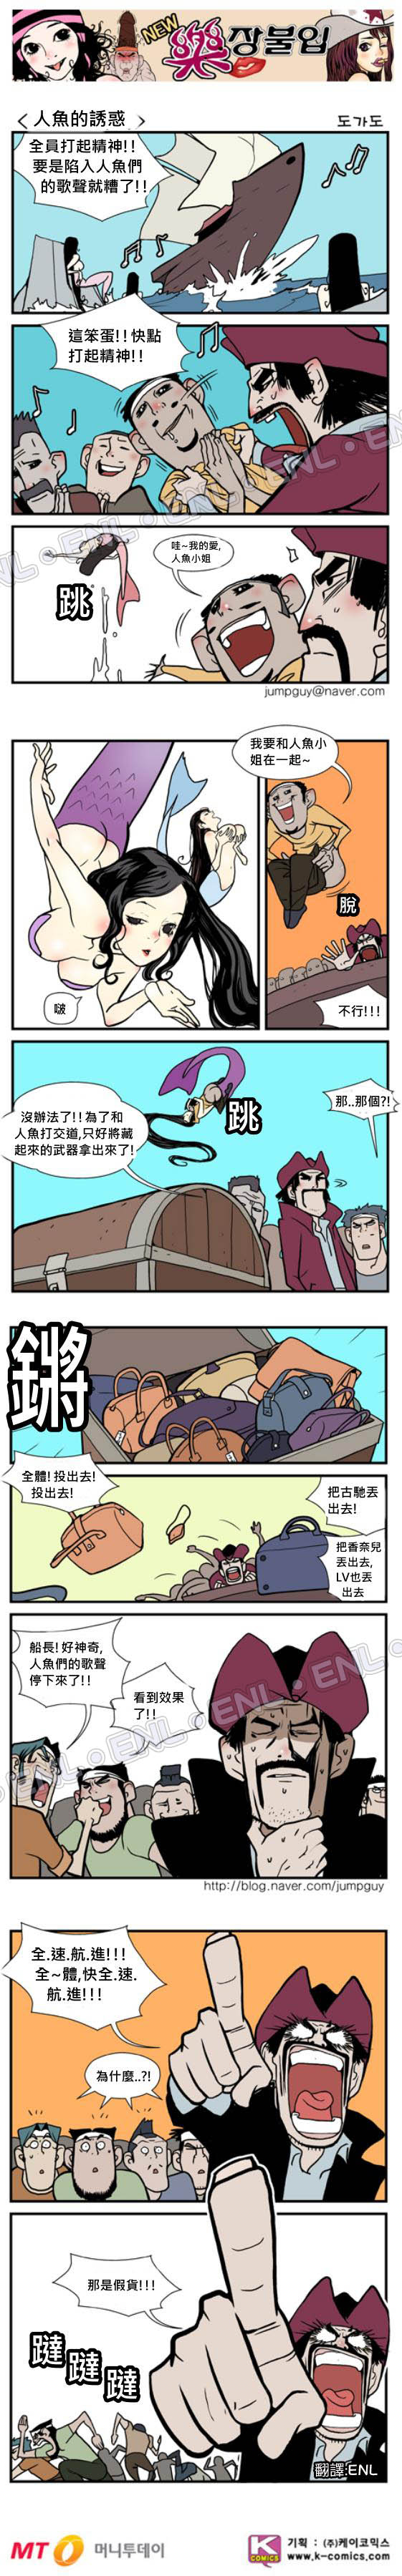 NEW 樂장불입
< 人魚的誘惑 >
도가도
全員打起精神!!
要是陷入人魚們
的歌聲就糟了!!
這笨蛋!!快點
打起精神!!
哇~我的愛,
人魚小姐
跳
jumpguy@naver.com
我要和人魚小
姐在一起~
脫
啵
不行!!!
跳
那..那個?!
沒辦法了!!為了和
人魚打交道,只好將藏
起來的武器拿出來了!
鏘
全體!投出去!
投出去!
把古馳丟
出去!
把香奈兒
丟出去,
LV也丟
出去
船長!好神奇,
人魚們的歌聲
停下來了!!
看到效果
了!!
ENL
http://blog.naver.com/jumpguy
全.速.航.進!!!
全~體,快全.速.
航.進!!!
為什麼..?!
那是假貨!!!
躂
躂
躂
翻譯:ENL
MT 머니투데이
K COMICS
기획 : (주)케이코믹스
www.k-comics.com